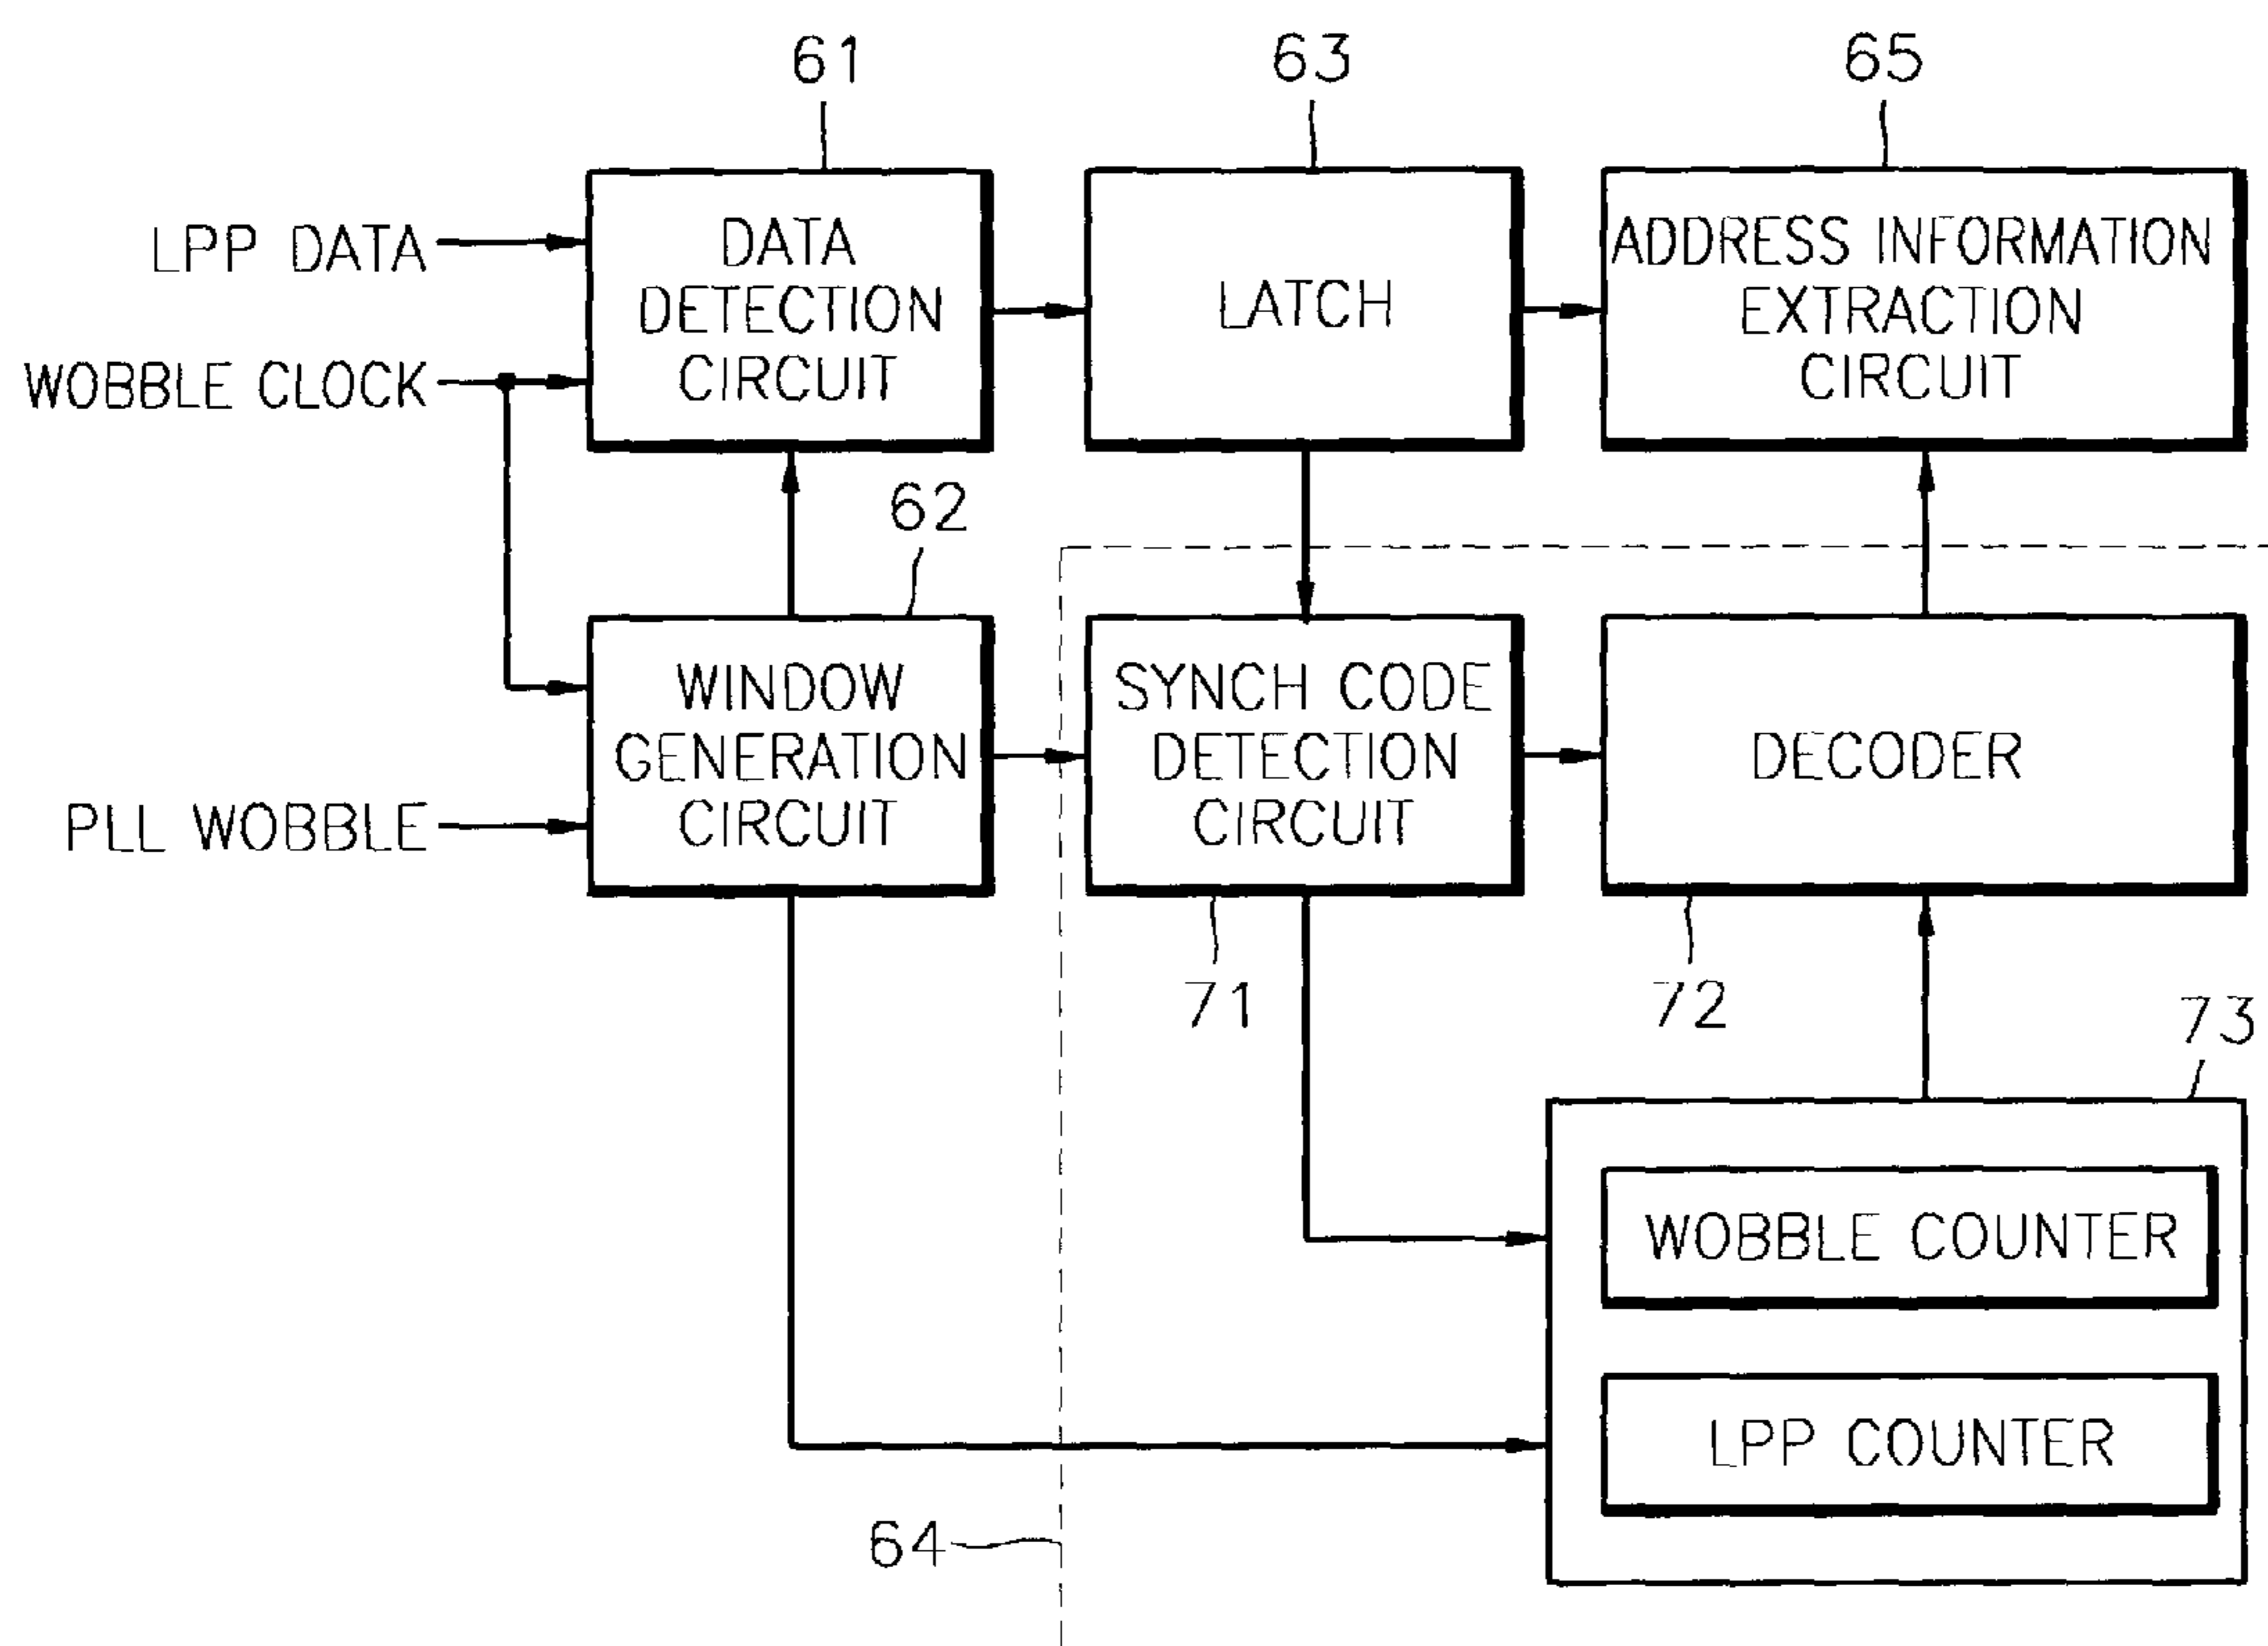 61
63
65
LPP DATA
WOBBLE CLOCK
DATA
DETECTION
CIRCUIT
LATCH
ADDRESS INFORMATION
EXTRACTION
CIRCUIT
62
PLL WOBBLE
WINDOW
GENERATION
CIRCUIT
SYNCH CODE
DETECTION
CIRCUIT
DECODER
71
72
73
WOBBLE COUNTER
LPP COUNTER
64